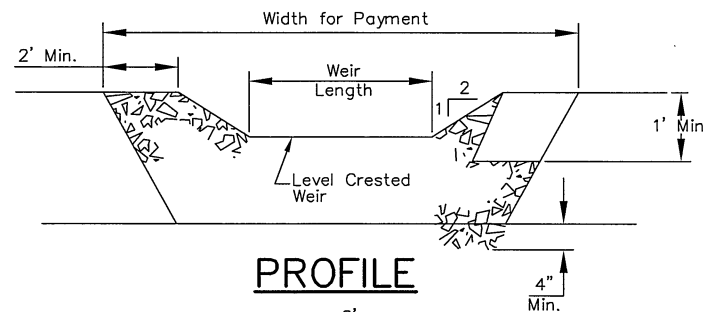 Width for Payment
2' Min.
Weir
Length
2
1
1' Min
Level Crested
Weir
PROFILE
4"
Min.